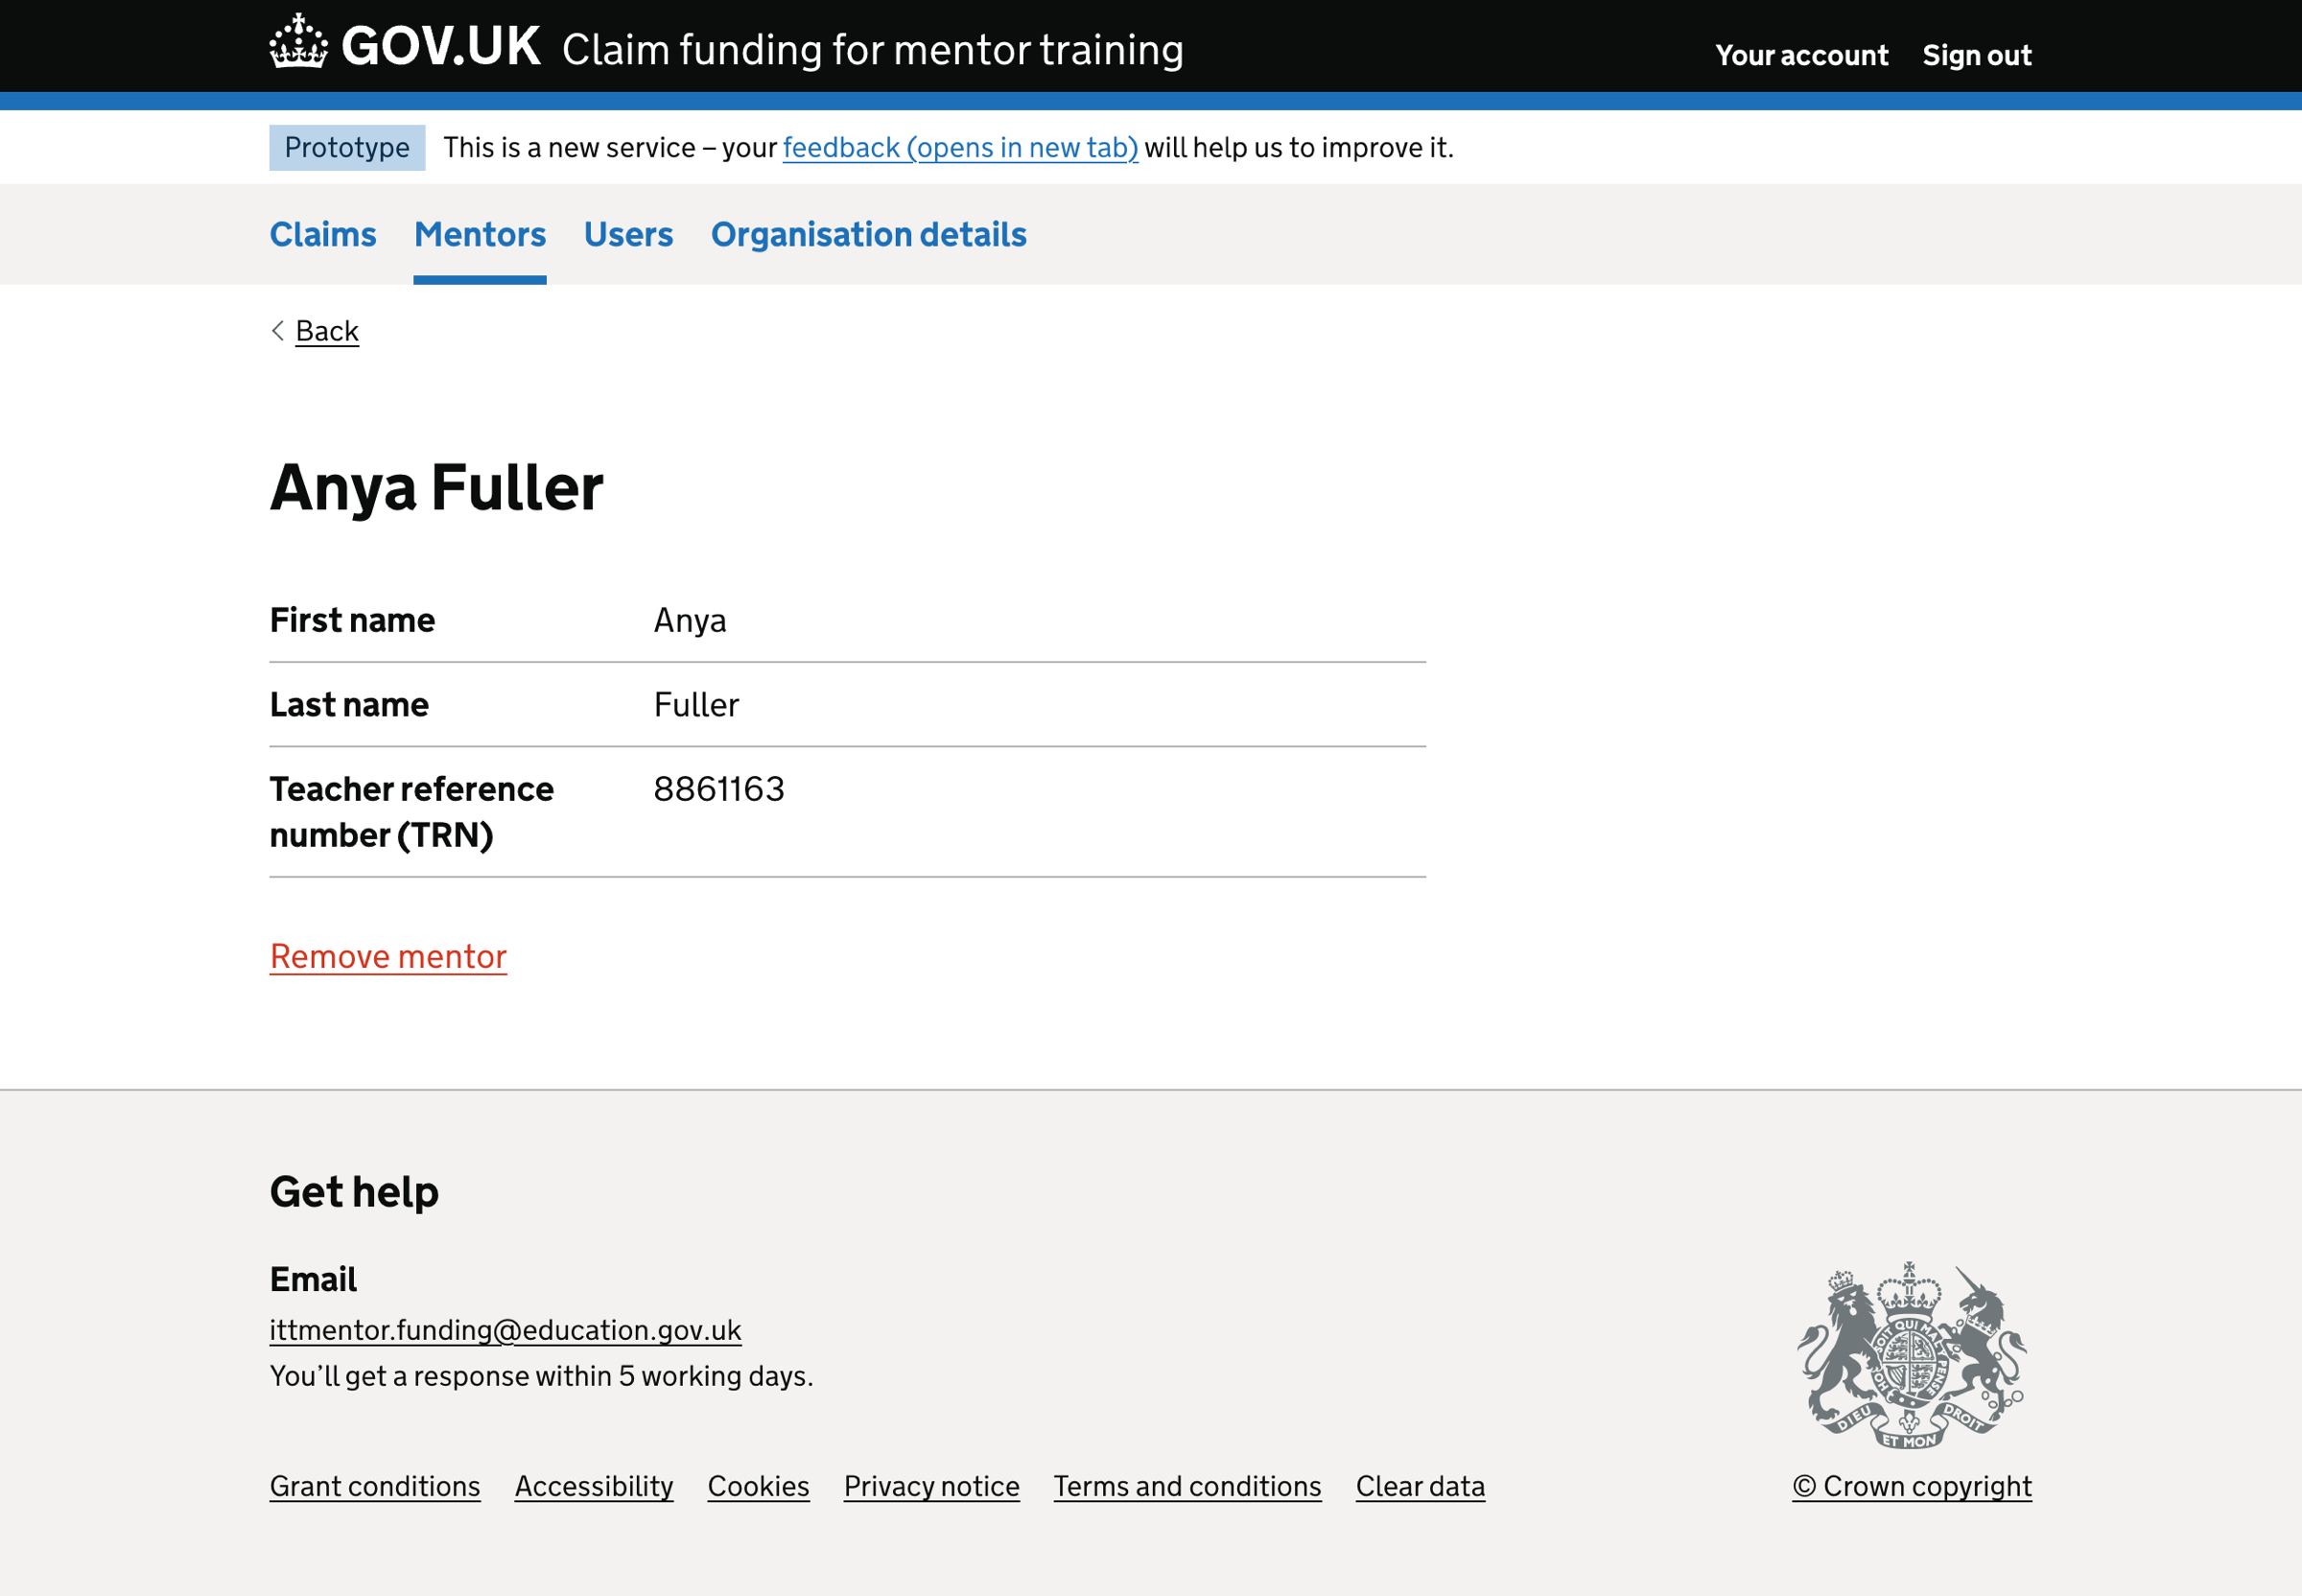 GOV.UK Claim funding for mentor training
Your account Sign out
Prototype This is a new service – your feedback (opens in new tab) will help us to improve it.
Claims Mentors Users Organisation details
Back
Anya Fuller
First name Anya
Last name Fuller
Teacher reference 8861163
number (TRN)
Remove mentor
Get help
Email
ittmentor.funding@education.gov.uk
You’ll get a response within 5 working days.
DIEU ET MON DROIT
Grant conditions Accessibility Cookies Privacy notice Terms and conditions Clear data
© Crown copyright